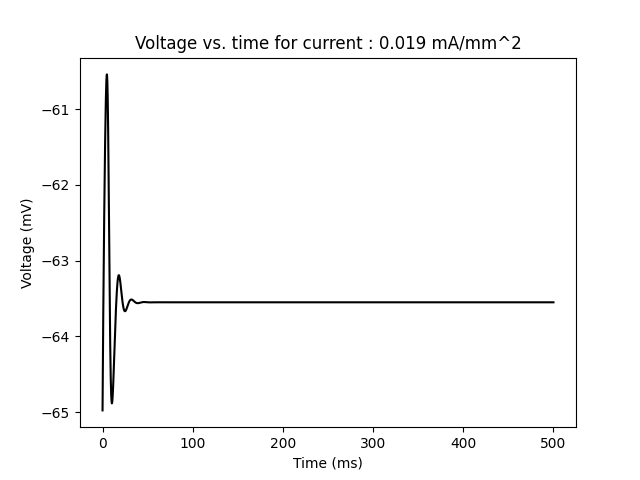 Voltage vs. time for current : 0.019 mA/mm^2
−61
−62
−63
−64
−65
Voltage (mV)
0 100 200 300 400 500
Time (ms)